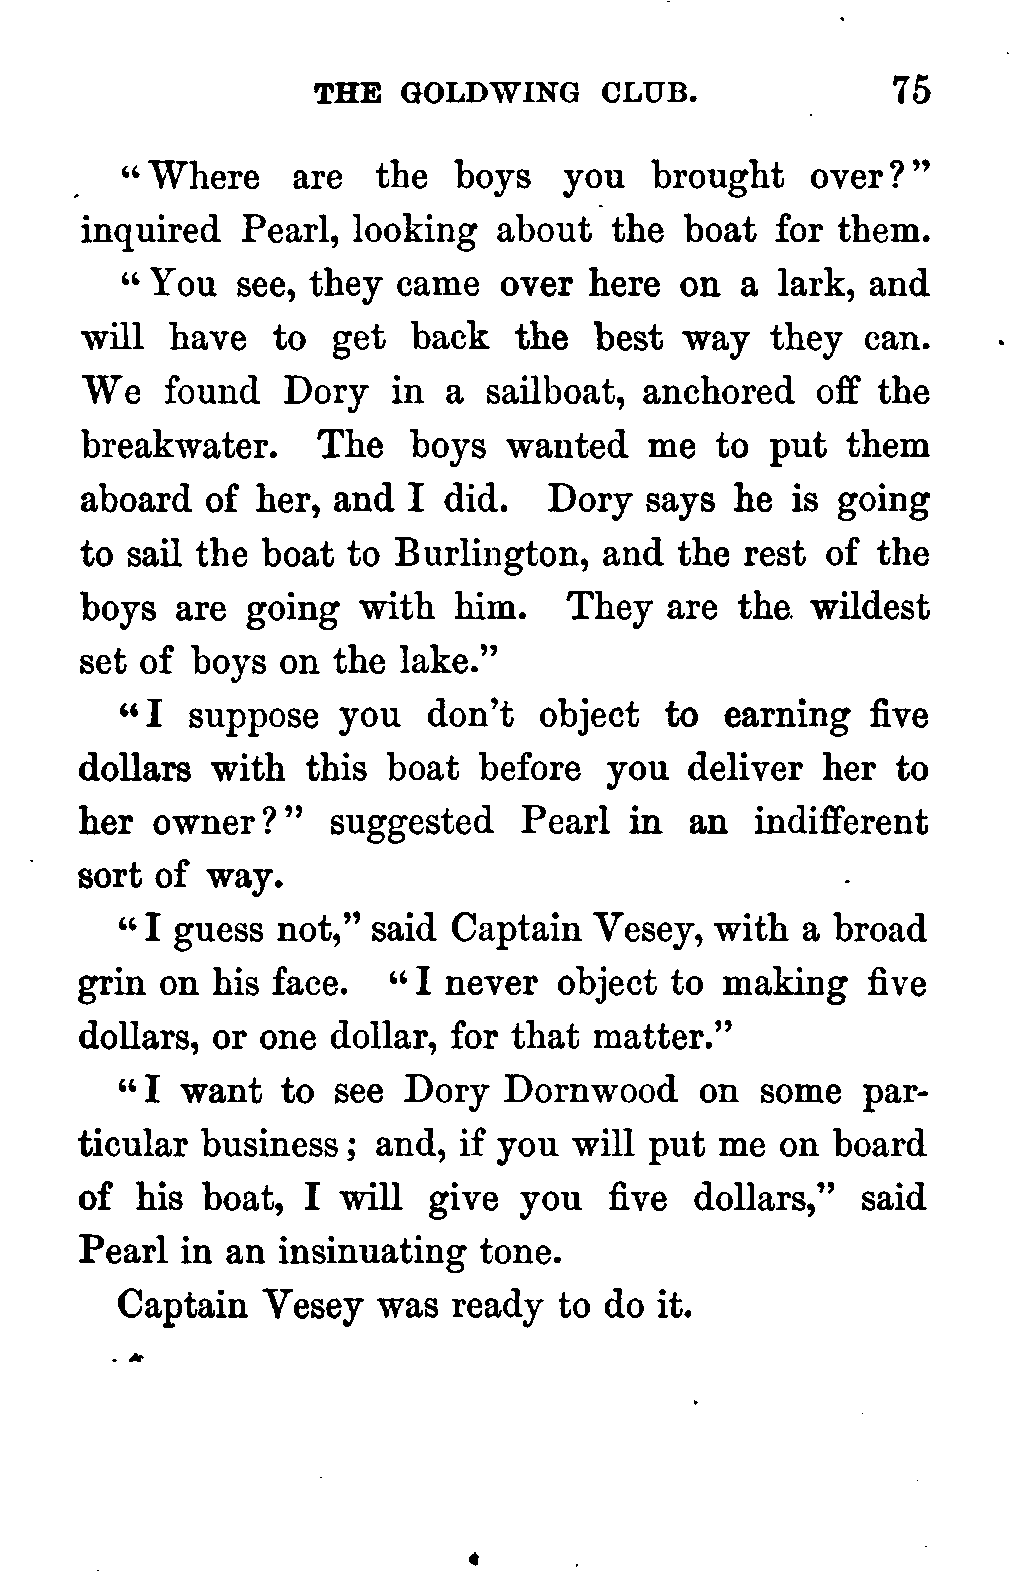 THE GOLDWING CLUB. 75
“Where are the boys you brought over?”
inquired Pearl, looking about the boat for them.
“You see, they came over here on a lark, and
will have to get back the best way they can.
We found Dory in a sailboat, anchored off the
breakwater. The boys wanted me to put them
aboard of her, and I did. Dory says he is going
to sail the boat to Burlington, and the rest of the
boys are going with him. They are the wildest
set of boys on the lake.”
“I suppose you don’t object to earning five
dollars with this boat before you deliver her to
her owner?” suggested Pearl in an indifferent
sort of way.
“I guess not,” said Captain Vesey, with a broad
grin on his face. “I never object to making five
dollars, or one dollar, for that matter.”
“I want to see Dory Dornwood on some par-
ticular business; and, if you will put me on board
of his boat, I will give you five dollars,” said
Pearl in an insinuating tone.
Captain Vesey was ready to do it.